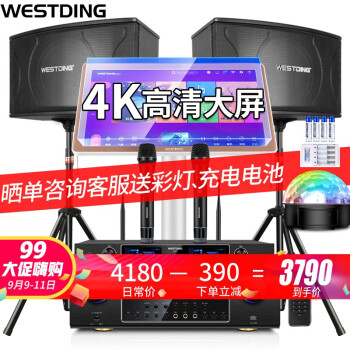 WESTDING®
WESTDING
WESTDING
4K高清大屏
晒单咨询客服送彩灯.充电电池
99
大促嗨购
9月9-11日
WESTDING
4180 — 390 = 3790
日常价 下单立减 到手价